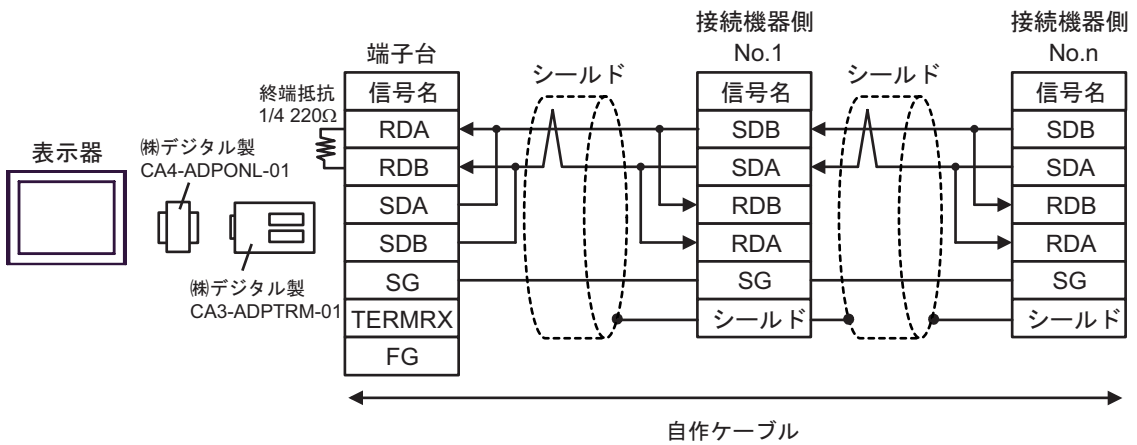 表示器
㈱デジタル製
CA4-ADPONL-01
㈱デジタル製
CA3-ADPTRM-01
終端抵抗
1/4 220Ω
端子台
信号名
RDA
RDB
SDA
SDB
SG
TERMRX
FG
シールド
接続機器側
No.1
信号名
SDB
SDA
RDB
RDA
SG
シールド
シールド
接続機器側
No.n
信号名
SDB
SDA
RDB
RDA
SG
シールド
自作ケーブル